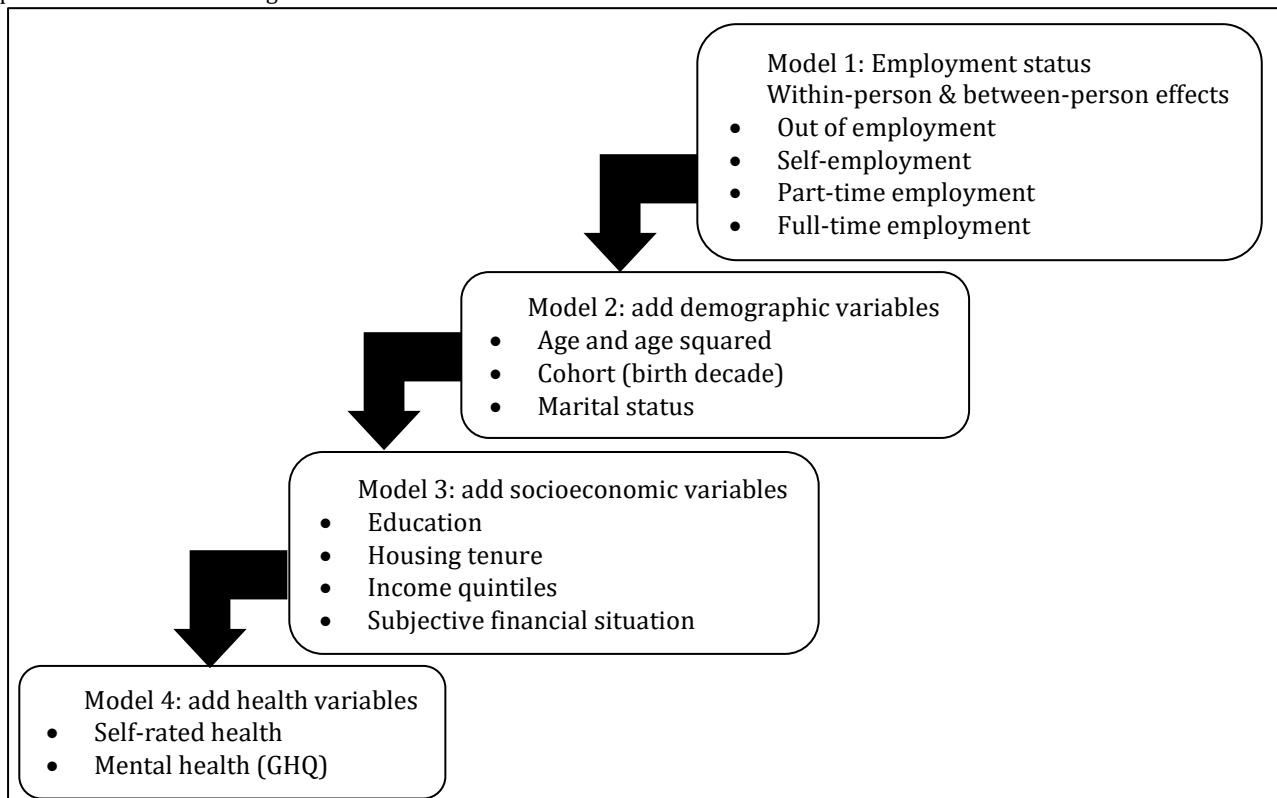 Model 1: Employment status
Within-person & between-person effects
• Out of employment
• Self-employment
• Part-time employment
• Full-time employment
Model 2: add demographic variables
• Age and age squared
• Cohort (birth decade)
• Marital status
Model 3: add socioeconomic variables
• Education
• Housing tenure
• Income quintiles
• Subjective financial situation
Model 4: add health variables
• Self-rated health
• Mental health (GHQ)